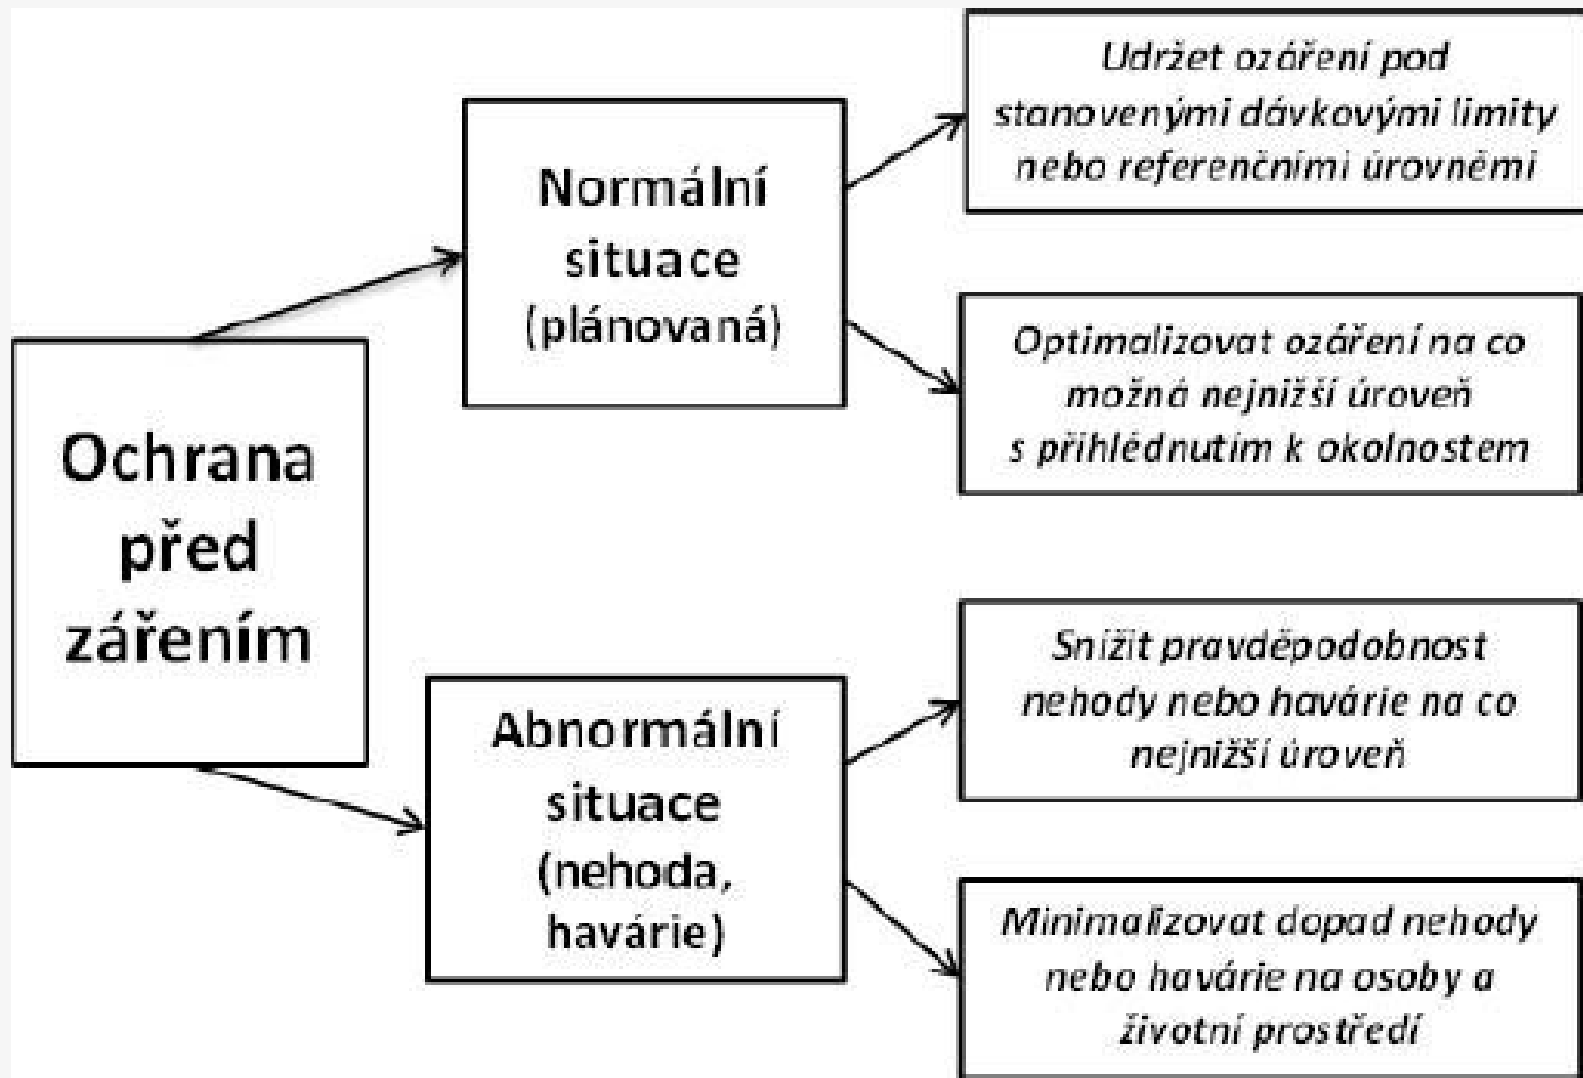 Ochrana
před
zářením
Normální
situace
(plánovaná)
Udržet ozáření pod
stanovenými dávkovými limity
nebo referenčními úrovněmi
Optimalizovat ozáření na co
možná nejnižší úroveň
s přihlédnutím k okolnostem
Abnormální
situace
(nehoda,
havárie)
Snížit pravděpodobnost
nehody nebo havárie na co
nejnižší úroveň
Minimalizovat dopad nehody
nebo havárie na osoby a
životní prostředí